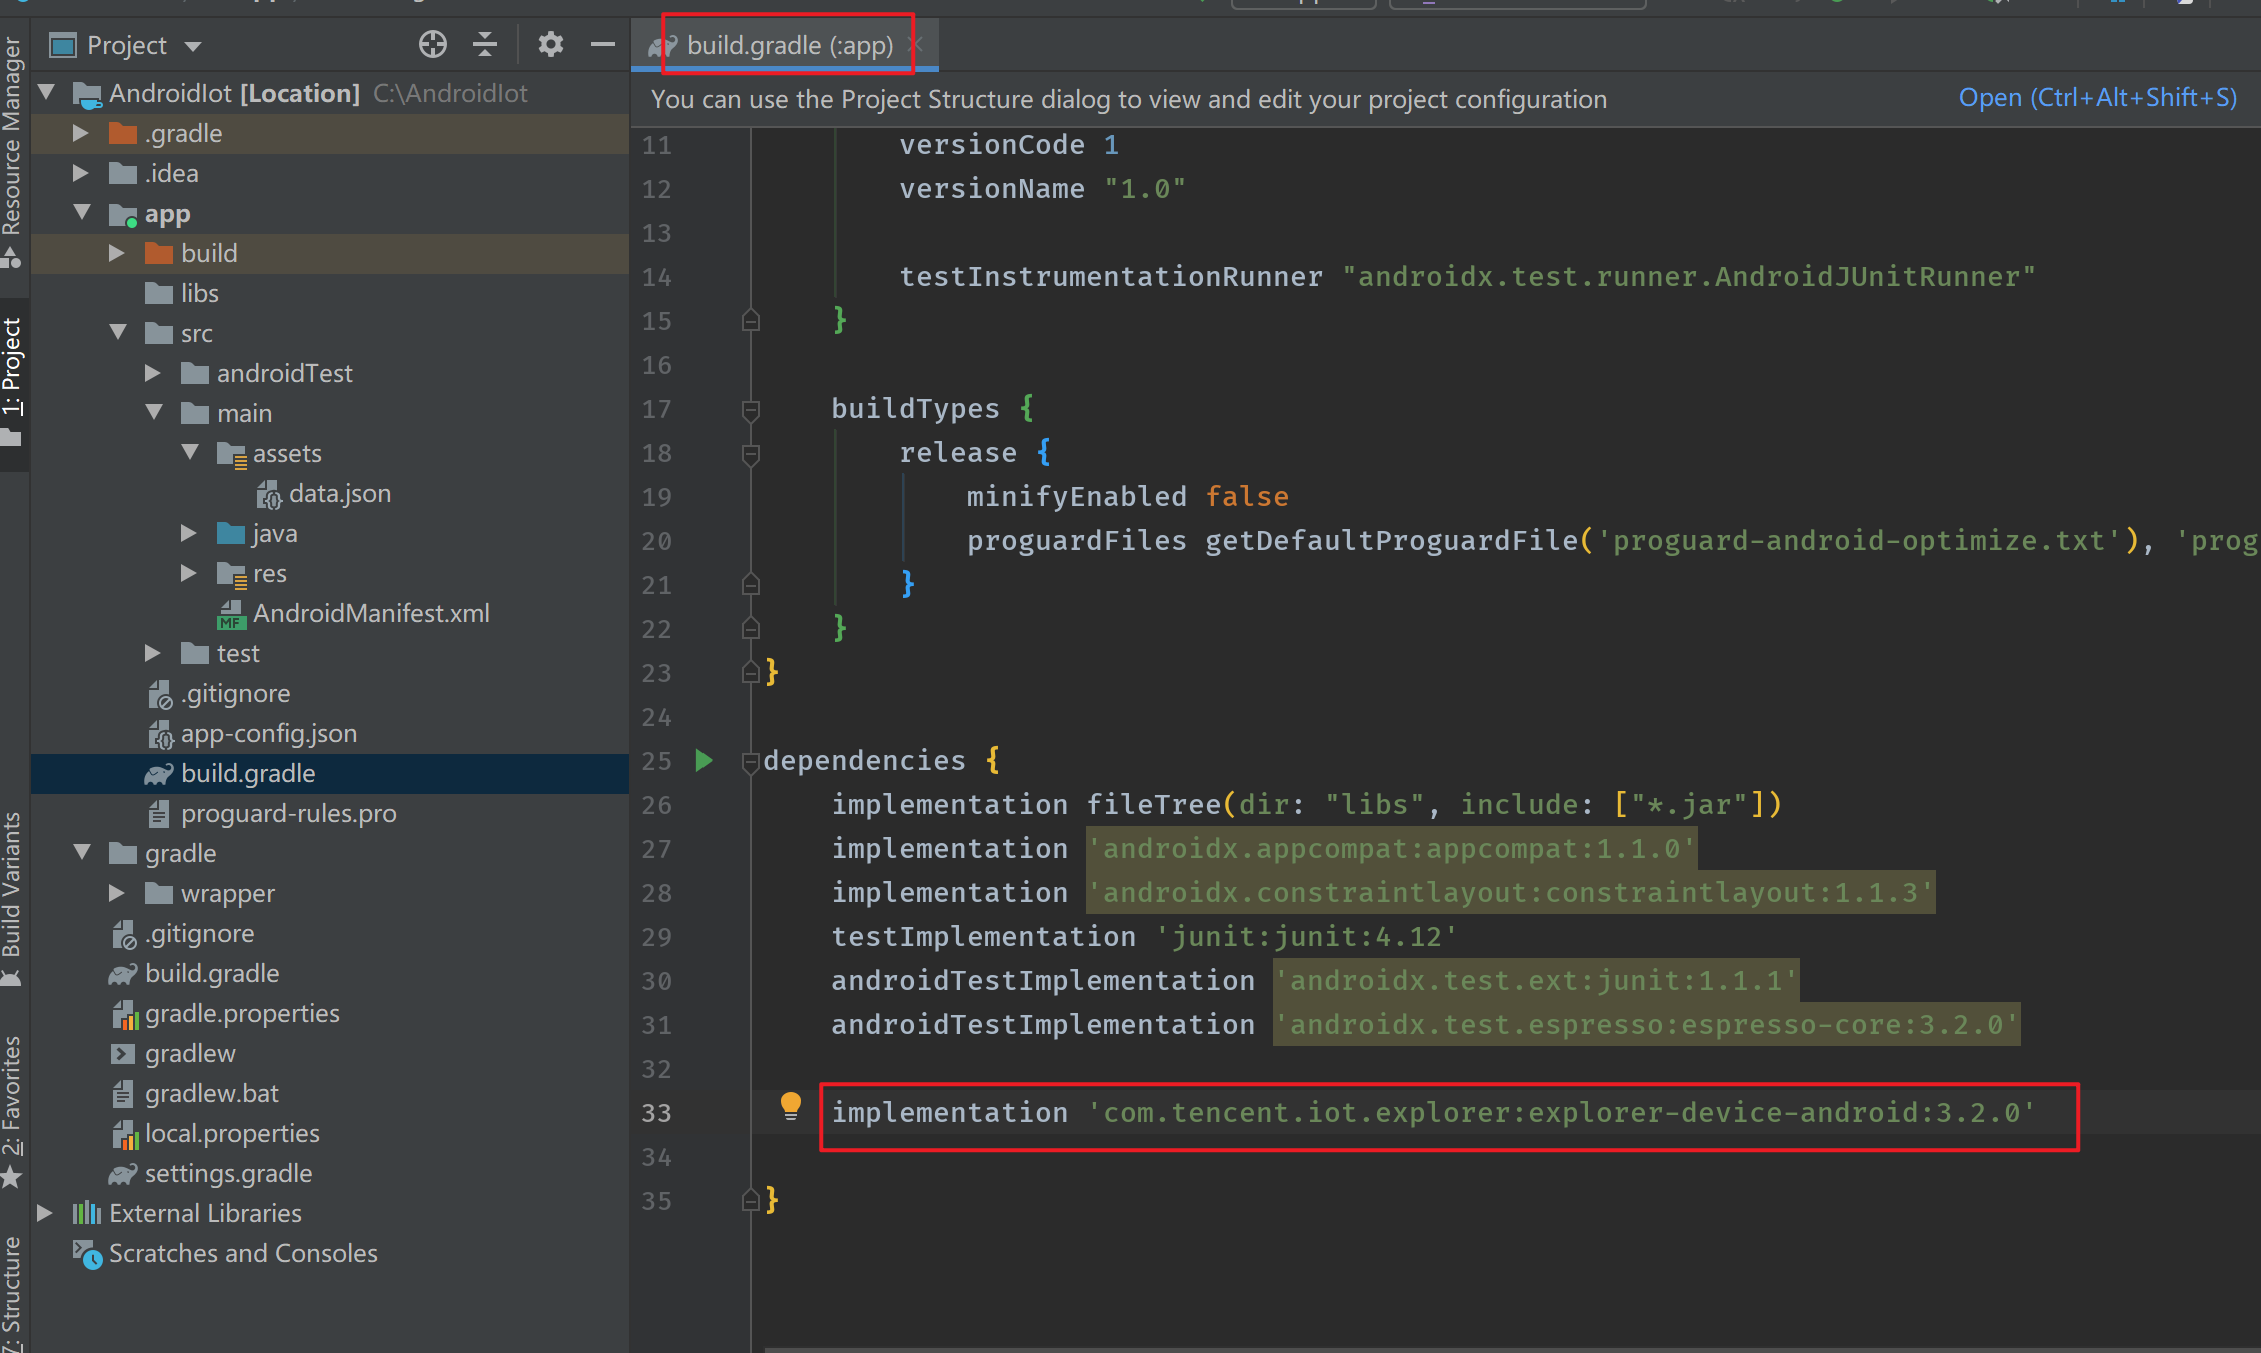 Project
build.gradle (:app)
You can use the Project Structure dialog to view and edit your project configuration
Open (Ctrl+Alt+Shift+S)
Resource Manager
1: Project
Build Variants
2: Favorites
7: Structure
AndroidIot [Location] C:\AndroidIot
.gradle
.idea
app
build
libs
src
androidTest
main
assets
data.json
java
res
AndroidManifest.xml
test
.gitignore
app-config.json
build.gradle
proguard-rules.pro
gradle
wrapper
.gitignore
build.gradle
gradle.properties
gradlew
gradlew.bat
local.properties
settings.gradle
External Libraries
Scratches and Consoles
11 versionCode 1
12 versionName "1.0"
13
14 testInstrumentationRunner "androidx.test.runner.AndroidJUnitRunner"
15 }
16
17 buildTypes {
18 release {
19 minifyEnabled false
20 proguardFiles getDefaultProguardFile('proguard-android-optimize.txt'), 'prog
21 }
22 }
23 }
24
25 dependencies {
26 implementation fileTree(dir: "libs", include: ["*.jar"])
27 implementation 'androidx.appcompat:appcompat:1.1.0'
28 implementation 'androidx.constraintlayout:constraintlayout:1.1.3'
29 testImplementation 'junit:junit:4.12'
30 androidTestImplementation 'androidx.test.ext:junit:1.1.1'
31 androidTestImplementation 'androidx.test.espresso:espresso-core:3.2.0'
32
33 implementation 'com.tencent.iot.explorer:explorer-device-android:3.2.0'
34
35 }